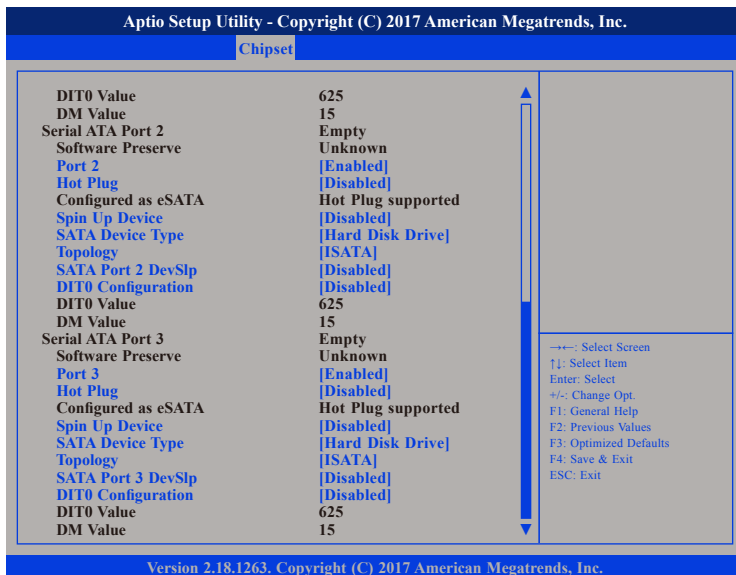 Aptio Setup Utility - Copyright (C) 2017 American Megatrends, Inc.
Chipset
DIT0 Value 625
DM Value 15
Serial ATA Port 2 Empty
Software Preserve Unknown
Port 2 [Enabled]
Hot Plug [Disabled]
Configured as eSATA Hot Plug supported
Spin Up Device [Disabled]
SATA Device Type [Hard Disk Drive]
Topology [ISATA]
SATA Port 2 DevSlp [Disabled]
DIT0 Configuration [Disabled]
DIT0 Value 625
DM Value 15
Serial ATA Port 3 Empty
Software Preserve Unknown
Port 3 [Enabled]
Hot Plug [Disabled]
Configured as eSATA Hot Plug supported
Spin Up Device [Disabled]
SATA Device Type [Hard Disk Drive]
Topology [ISATA]
SATA Port 3 DevSlp [Disabled]
DIT0 Configuration [Disabled]
DIT0 Value 625
DM Value 15
→←: Select Screen
↑↓: Select Item
Enter: Select
+/-: Change Opt.
F1: General Help
F2: Previous Values
F3: Optimized Defaults
F4: Save & Exit
ESC: Exit
Version 2.18.1263. Copyright (C) 2017 American Megatrends, Inc.